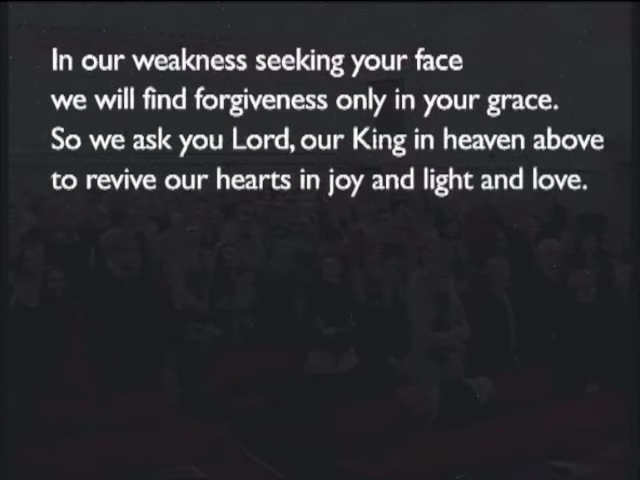 In our weakness seeking your face
we will find forgiveness only in your grace.
So we ask you Lord, our King in heaven above
to revive our hearts in joy and light and love.